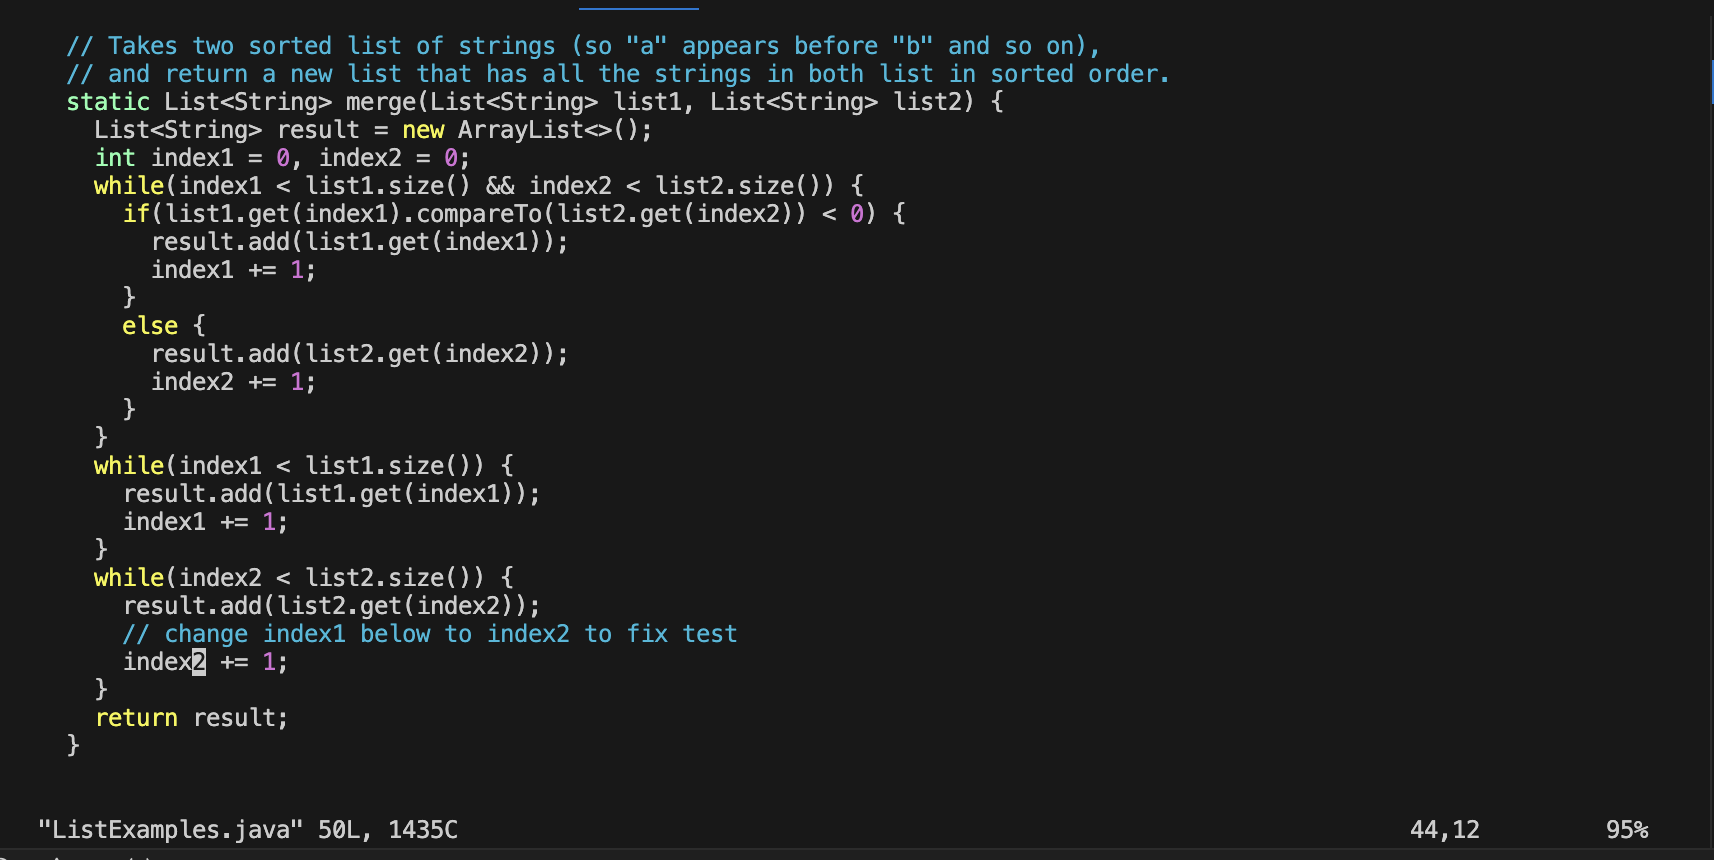 // Takes two sorted list of strings (so "a" appears before "b" and so on),
// and return a new list that has all the strings in both list in sorted order.
static List<String> merge(List<String> list1, List<String> list2) {
  List<String> result = new ArrayList<>();
  int index1 = 0, index2 = 0;
  while(index1 < list1.size() && index2 < list2.size()) {
    if(list1.get(index1).compareTo(list2.get(index2)) < 0) {
      result.add(list1.get(index1));
      index1 += 1;
    }
    else {
      result.add(list2.get(index2));
      index2 += 1;
    }
  }
  while(index1 < list1.size()) {
    result.add(list1.get(index1));
    index1 += 1;
  }
  while(index2 < list2.size()) {
    result.add(list2.get(index2));
    // change index1 below to index2 to fix test
    index2 += 1;
  }
  return result;
}
"ListExamples.java" 50L, 1435C 44,12 95%